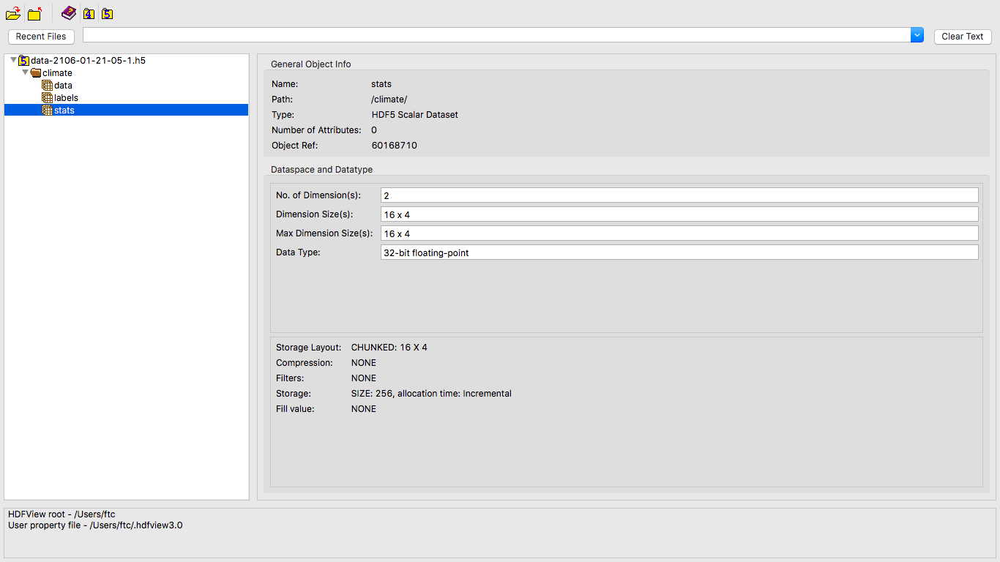 4 5
Recent Files
Clear Text
5 data-2106-01-21-05-1.h5
climate
data
labels
stats
General Object Info
Name: stats
Path: /climate/
Type: HDF5 Scalar Dataset
Number of Attributes: 0
Object Ref: 60168710
Dataspace and Datatype
No. of Dimension(s): 2
Dimension Size(s): 16 x 4
Max Dimension Size(s): 16 x 4
Data Type: 32-bit floating-point
Storage Layout: CHUNKED: 16 X 4
Compression: NONE
Filters: NONE
Storage: SIZE: 256, allocation time: Incremental
Fill value: NONE
HDFView root - /Users/ftc
User property file - /Users/ftc/.hdfview3.0